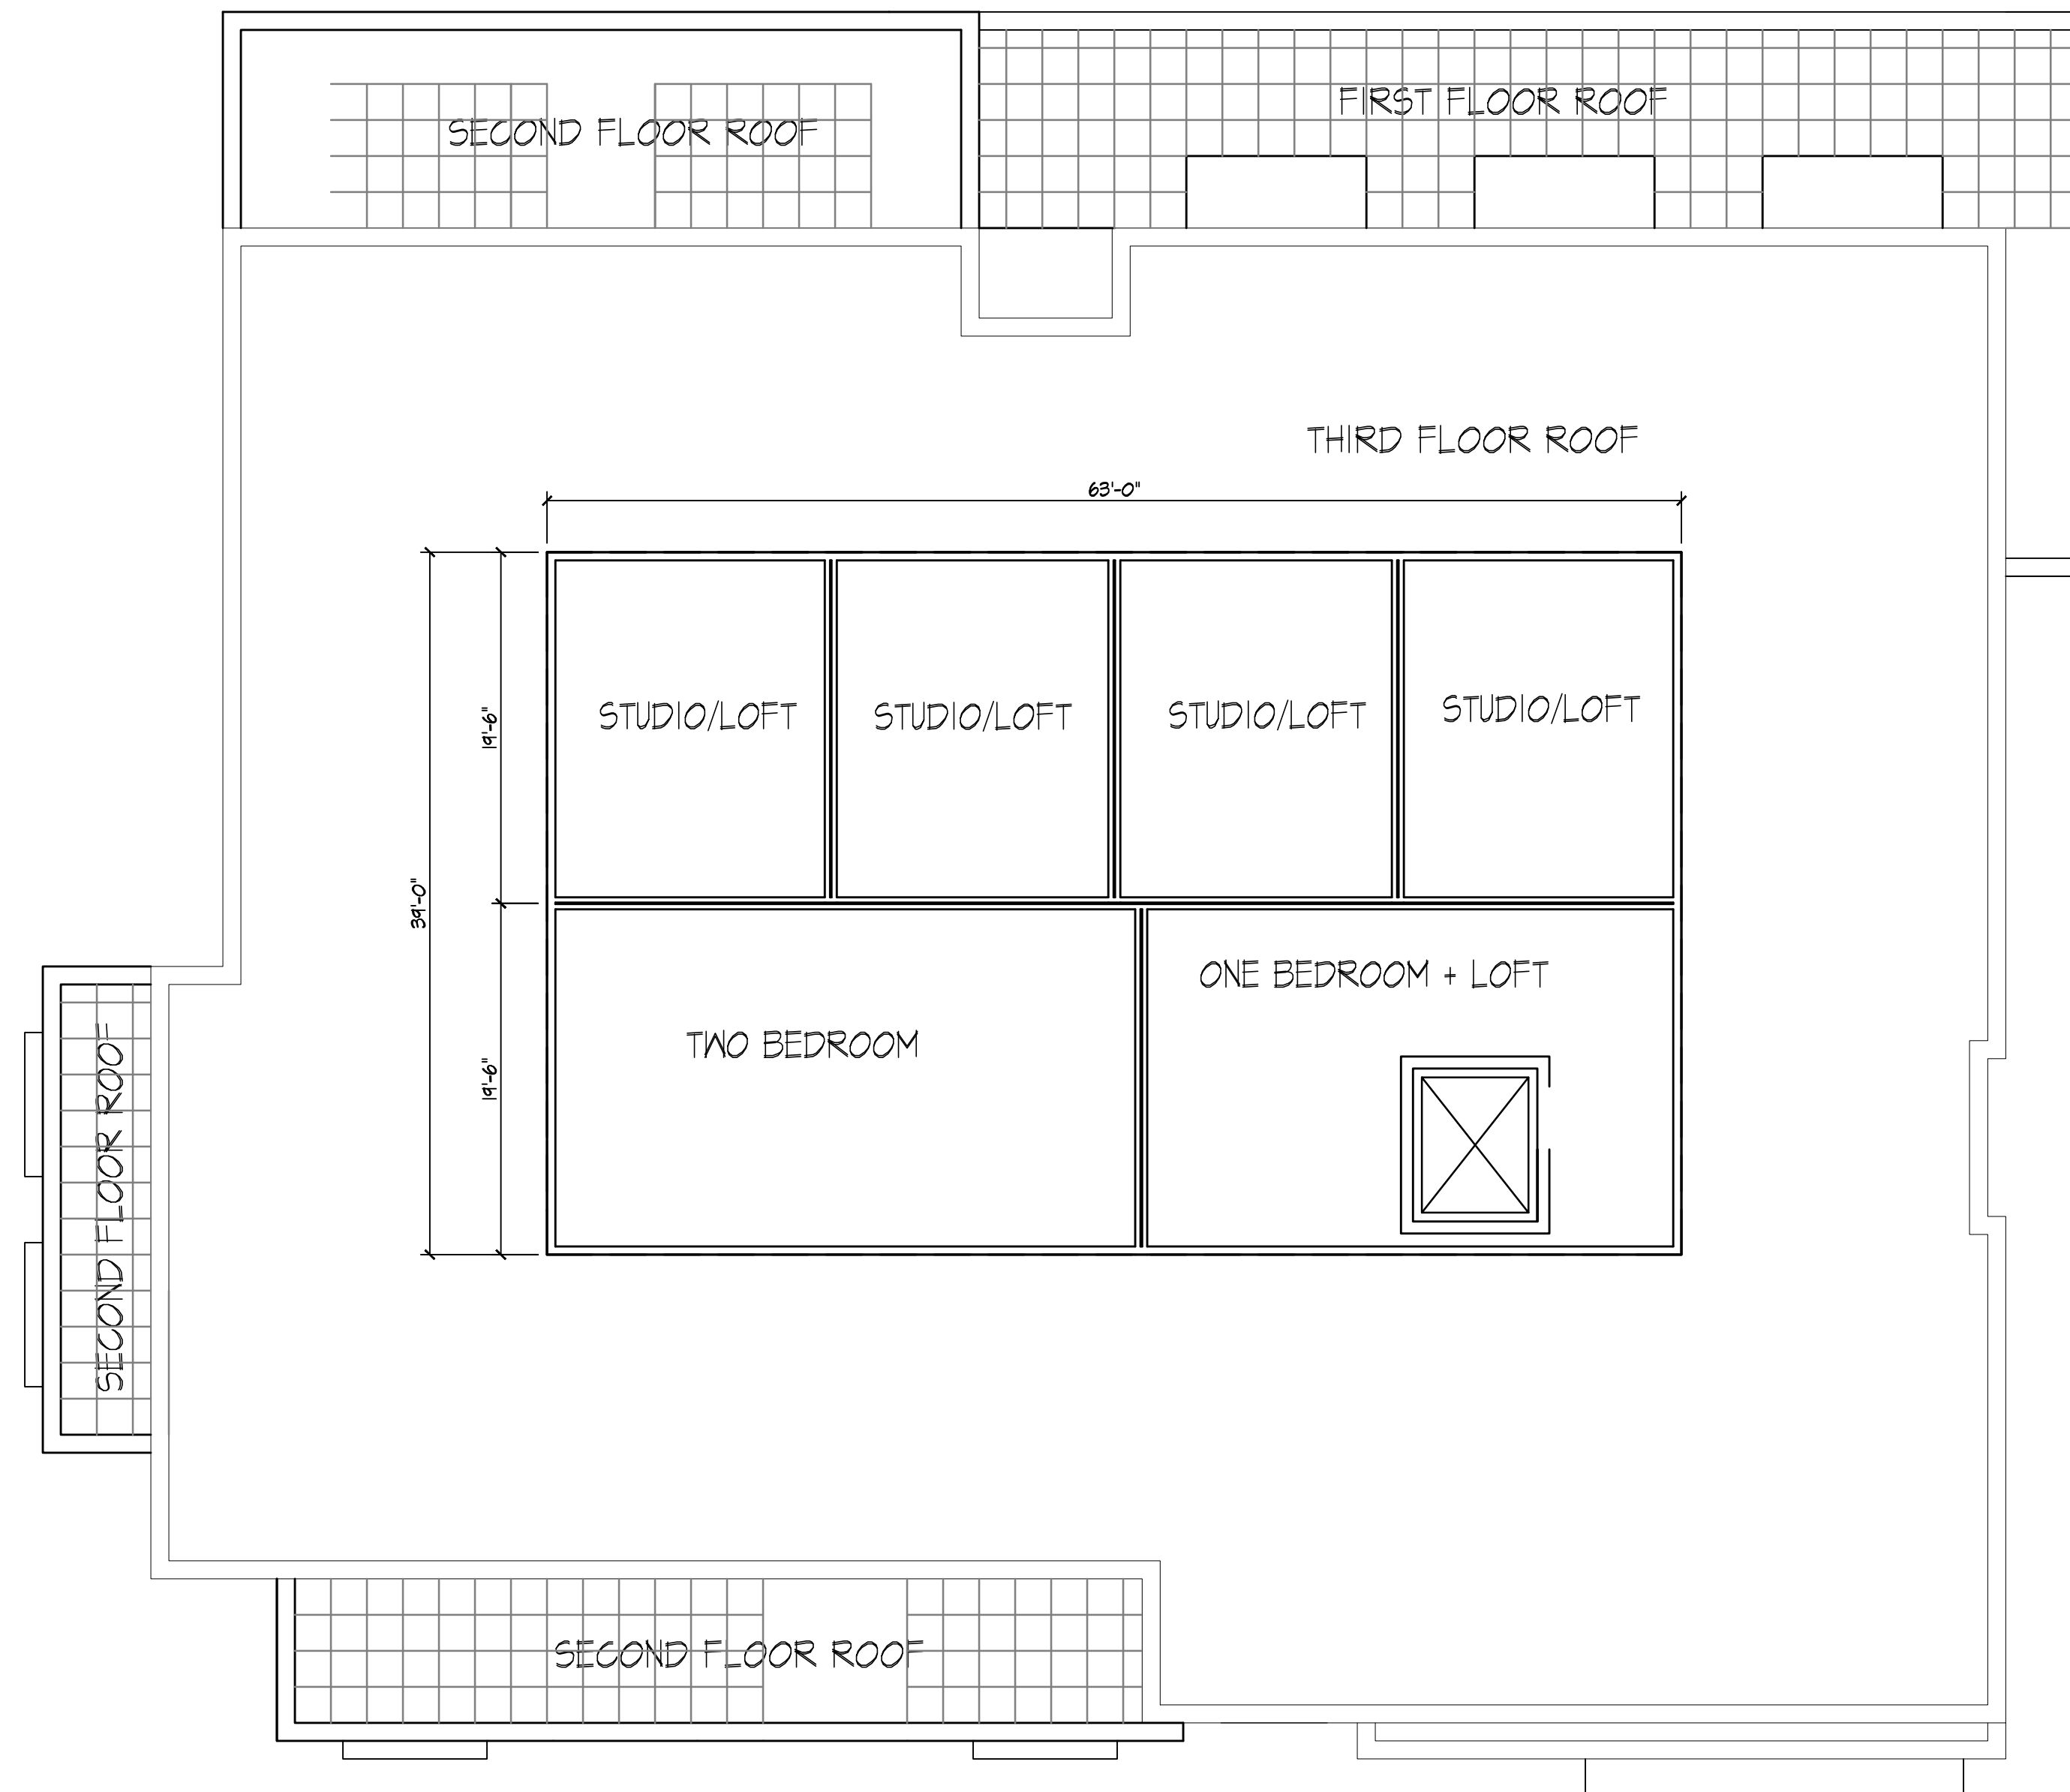 FIRST FLOOR ROOF
SECOND FLOOR ROOF
THIRD FLOOR ROOF
63'-0"
STUDIO/LOFT
STUDIO/LOFT
STUDIO/LOFT
STUDIO/LOFT
19'-6"
39'-0"
ONE BEDROOM + LOFT
TWO BEDROOM
19'-6"
SECOND FLOOR ROOF
SECOND FLOOR ROOF